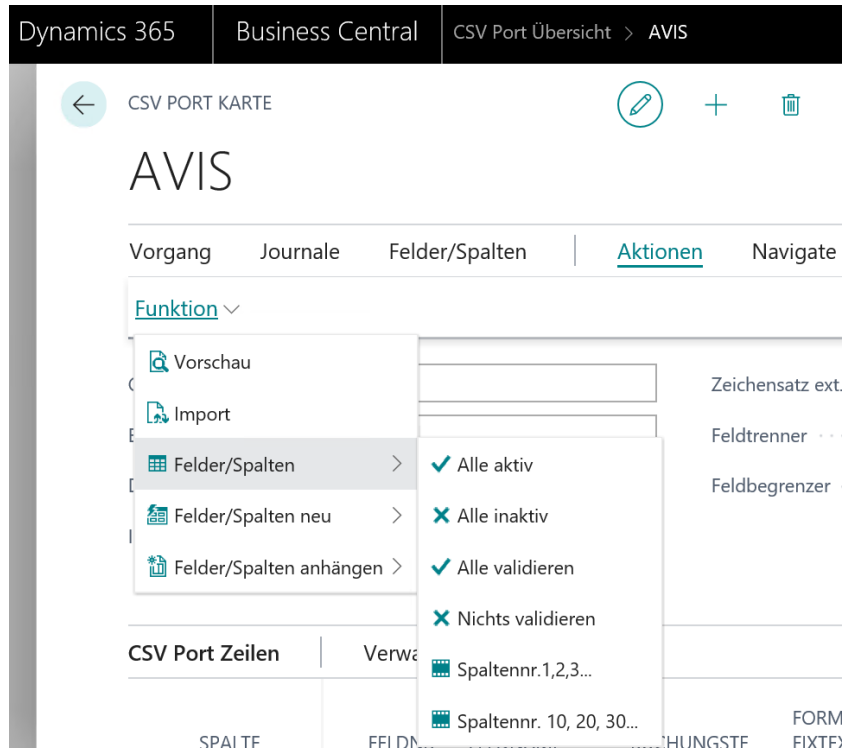 Dynamics 365 Business Central CSV Port Übersicht > AVIS
CSV PORT KARTE
AVIS
Vorgang Journale Felder/Spalten Aktionen Navigate
Funktion
Vorschau
Zeichensatz ext.
Import
Feldtrenner
Felder/Spalten
Alle aktiv
Feldbegrenzer
Felder/Spalten neu
Alle inaktiv
Felder/Spalten anhängen
Alle validieren
Nichts validieren
CSV Port Zeilen
Spaltennr.1,2,3...
Spaltennr. 10, 20, 30...
SPALTE